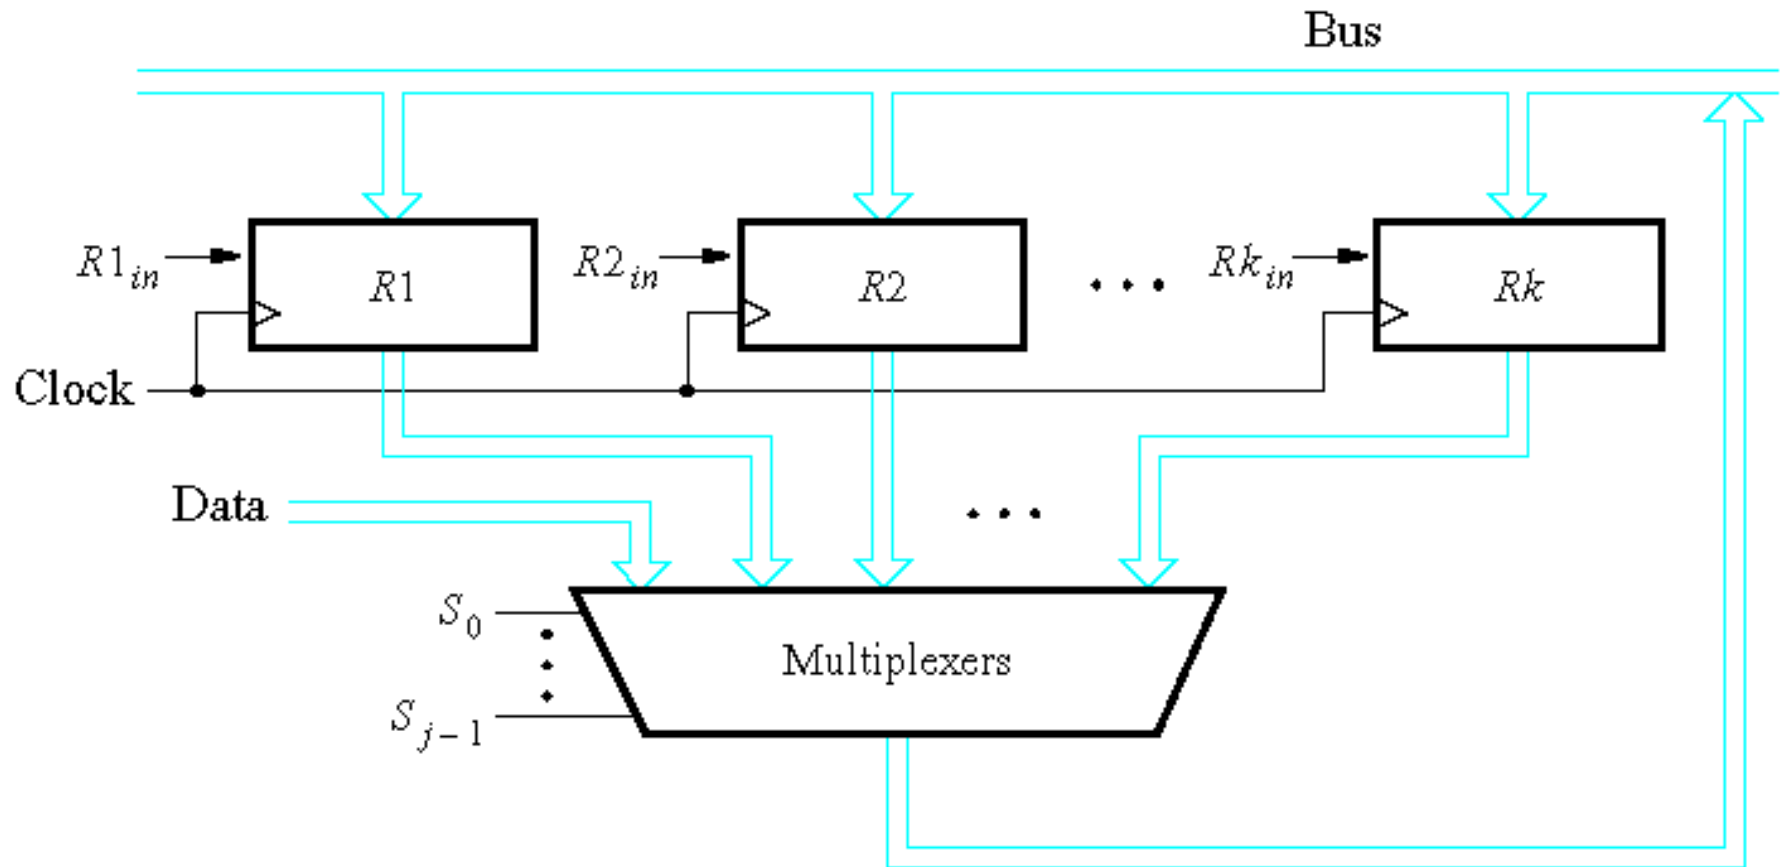 Bus
R1in
R1
R2in
R2
• • •
Rkin
Rk
Clock
Data
• • •
S0
Multiplexers
Sj−1